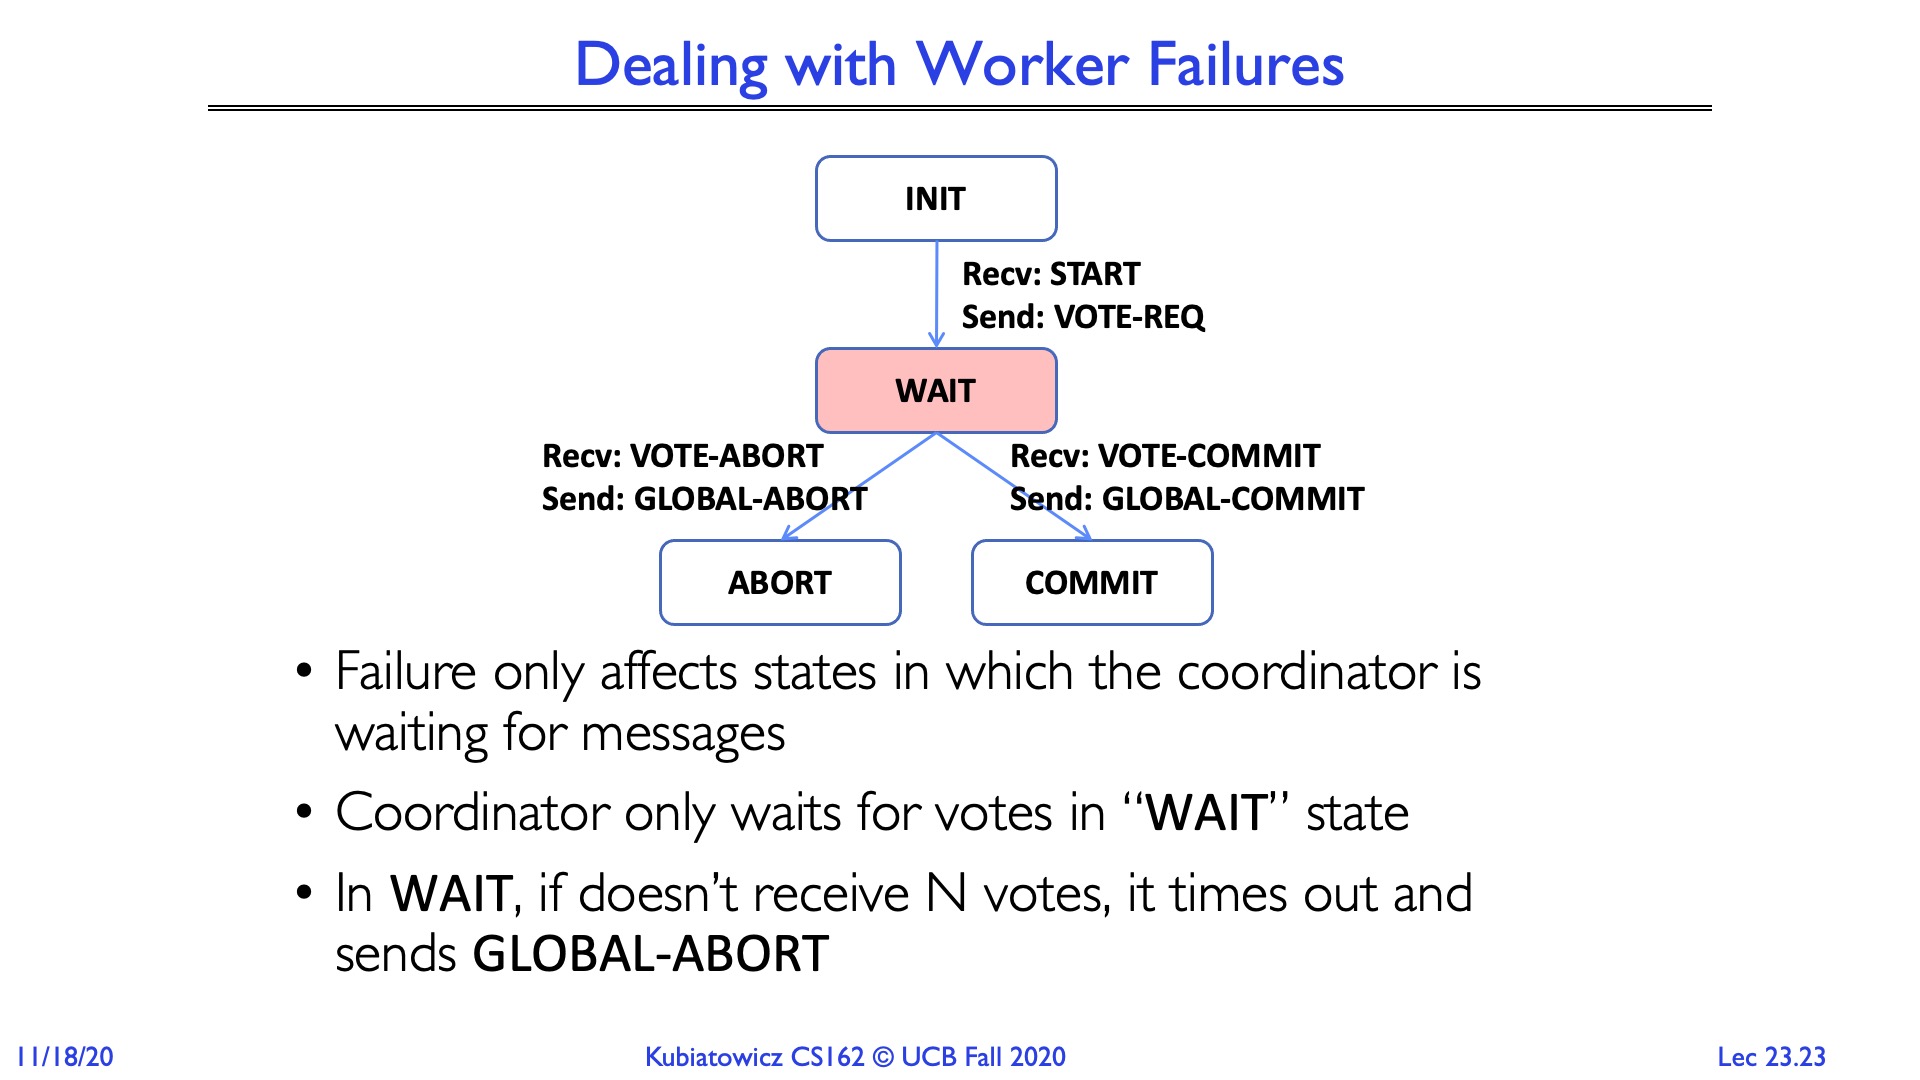 Dealing with Worker Failures
INIT
Recv: START
Send: VOTE-REQ
WAIT
Recv: VOTE-ABORT
Send: GLOBAL-ABORT
Recv: VOTE-COMMIT
Send: GLOBAL-COMMIT
ABORT
COMMIT
• Failure only affects states in which the coordinator is
waiting for messages
• Coordinator only waits for votes in “WAIT” state
• In WAIT, if doesn’t receive N votes, it times out and
sends GLOBAL-ABORT
11/18/20
Kubiatowicz CS162 © UCB Fall 2020
Lec 23.23